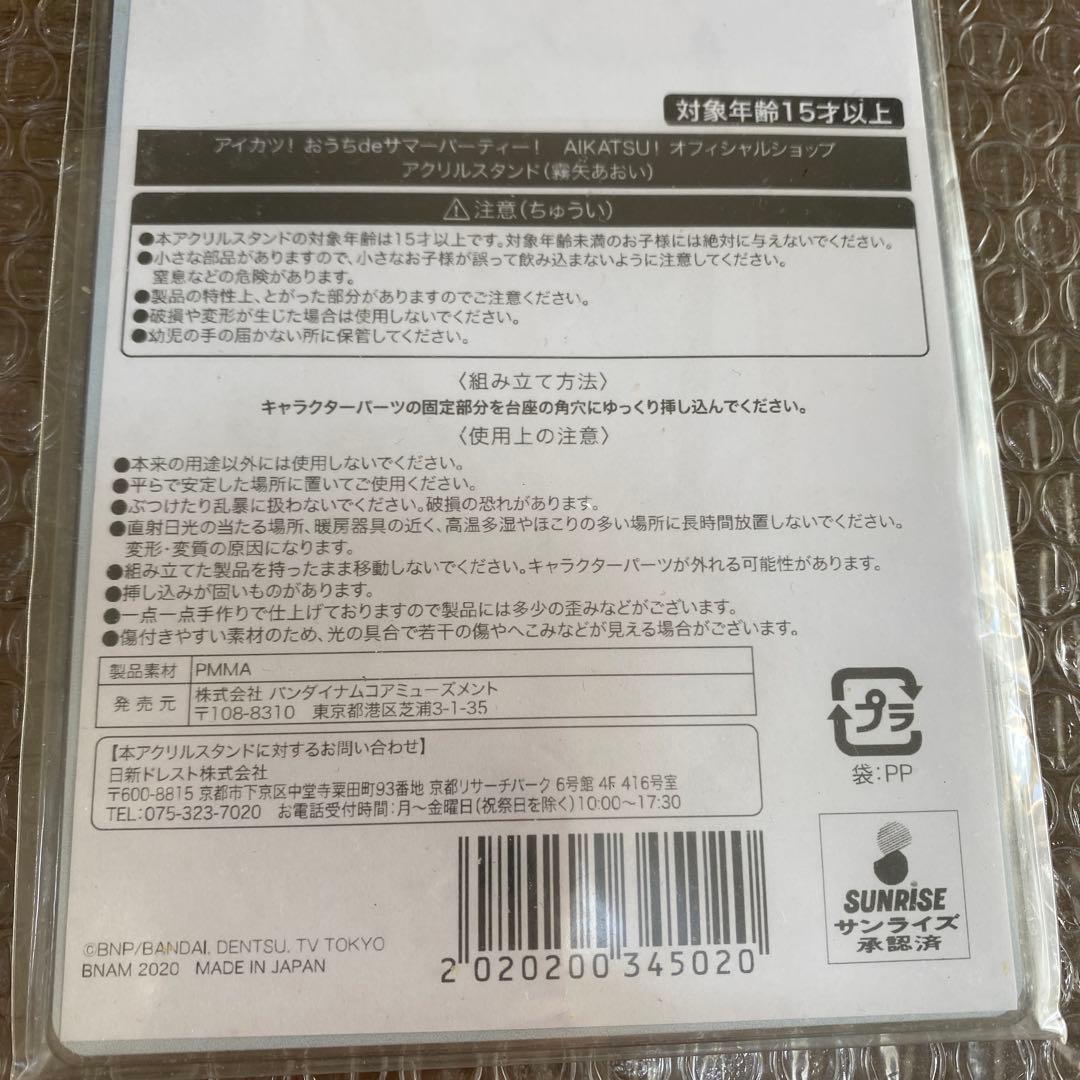 対象年齢15才以上
アイカツ！おうちdeサマーパーティー！ AIKATSU！オフィシャルショップ
アクリルスタンド（霧矢あおい）
⚠注意（ちゅうい）
●本アクリルスタンドの対象年齢は15才以上です。対象年齢未満のお子様には絶対に与えないでください。
●小さな部品がありますので、小さなお子様が誤って飲み込まないように注意してください。
窒息などの危険があります。
●製品の特性上、とがった部分がありますのでご注意ください。
●破損や変形が生じた場合は使用しないでください。
●幼児の手の届かない所に保管してください。
〈組み立て方法〉
キャラクターパーツの固定部分を台座の角穴にゆっくり挿し込んでください。
〈使用上の注意〉
●本来の用途以外には使用しないでください。
●平らで安定した場所に置いてご使用ください。
●ぶつけたり乱暴に扱わないでください。破損の恐れがあります。
●直射日光の当たる場所、暖房器具の近く、高温多湿やほこりの多い場所に長時間放置しないでください。
変形・変質の原因になります。
●組み立てた製品を持ったまま移動しないでください。キャラクターパーツが外れる可能性があります。
●挿し込みが固いものがあります。
●一点一点手作りで仕上げておりますので製品には多少の歪みなどがございます。
●傷付きやすい素材のため、光の具合で若干の傷やへこみなどが見える場合がございます。
製品素材 PMMA
発売元 株式会社 バンダイナムコアミューズメント
〒108-8310 東京都港区芝浦3-1-35
【本アクリルスタンドに対するお問い合わせ】
日新ドレスト株式会社
〒600-8815 京都市下京区中堂寺粟田町93番地 京都リサーチパーク 6号館 4F 416号室
TEL:075-323-7020 お電話受付時間：月～金曜日（祝祭日を除く）10:00～17:30
プラ
袋：PP
SUNRISE
サンライズ
承認済
©BNP/BANDAI, DENTSU, TV TOKYO
BNAM 2020 MADE IN JAPAN
2 020200 345020